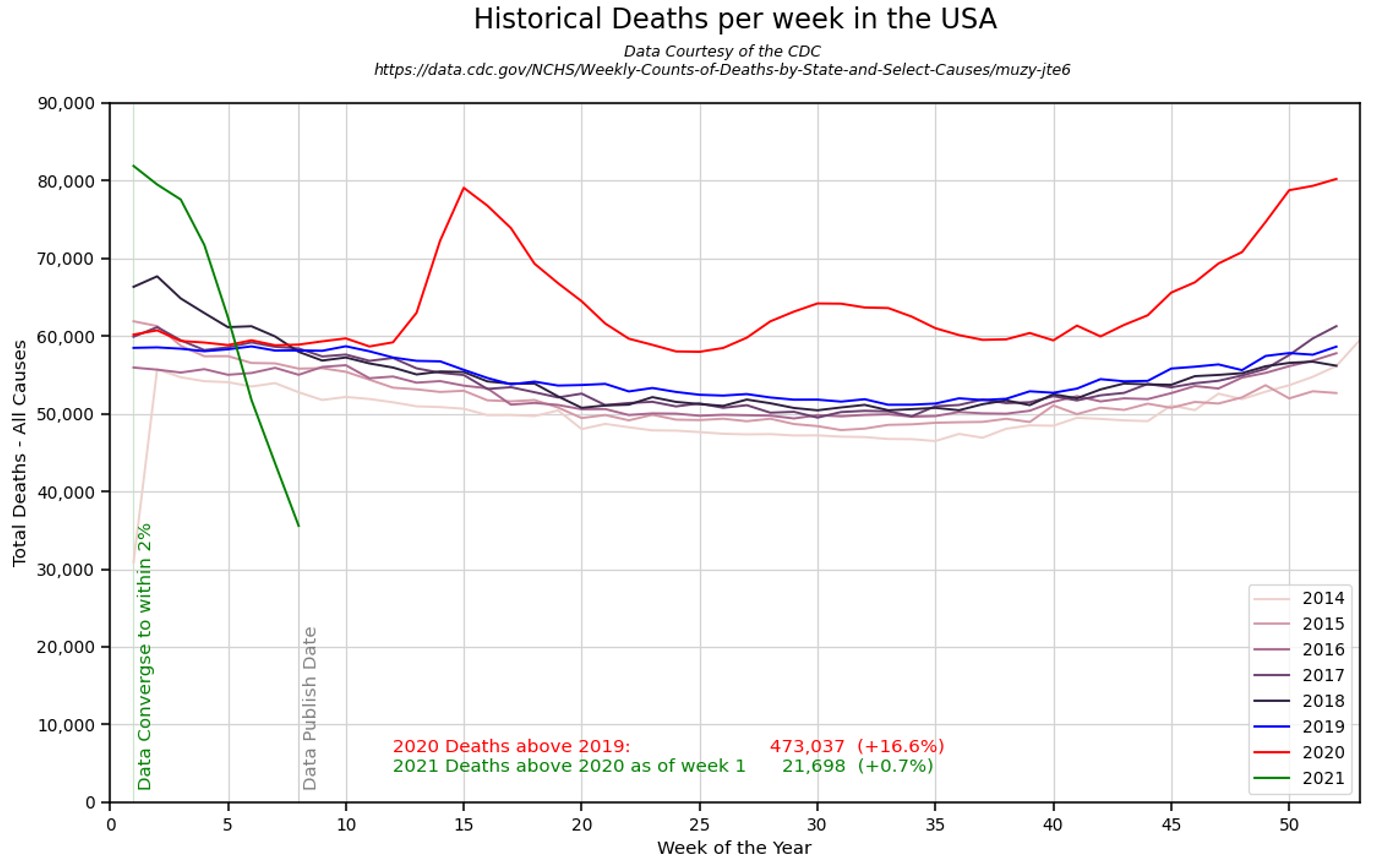 Historical Deaths per week in the USA
Data Courtesy of the CDC
https://data.cdc.gov/NCHS/Weekly-Counts-of-Deaths-by-State-and-Select-Causes/muzy-jte6
90,000
80,000
70,000
60,000
50,000
40,000
30,000
20,000
10,000
0
Total Deaths - All Causes
Data Convergse to within 2%
Data Publish Date
2020 Deaths above 2019: 473,037 (+16.6%)
2021 Deaths above 2020 as of week 1 21,698 (+0.7%)
2014
2015
2016
2017
2018
2019
2020
2021
0 5 10 15 20 25 30 35 40 45 50
Week of the Year